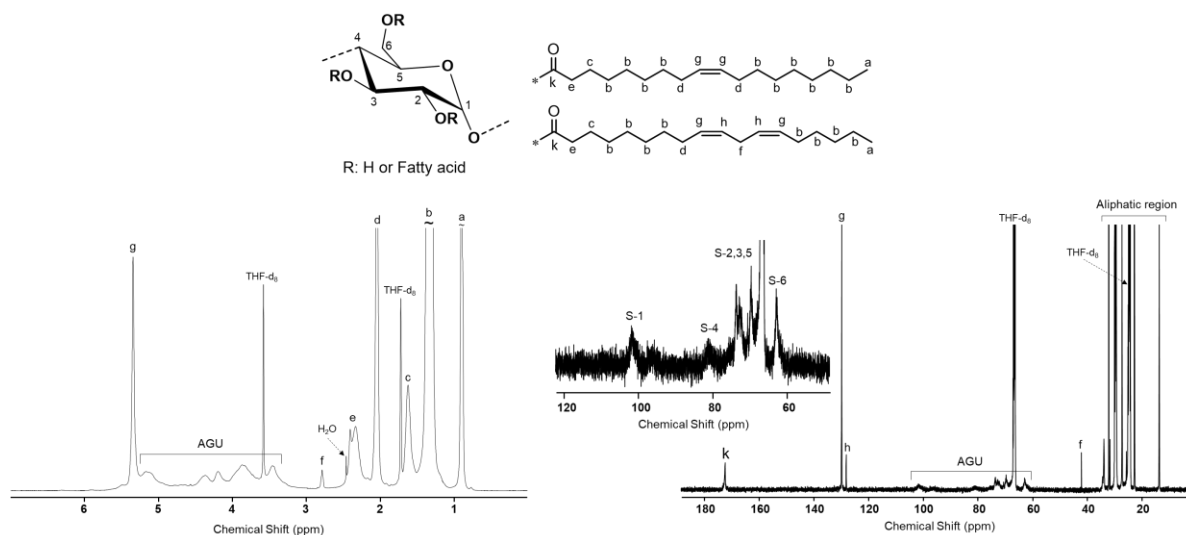 OR
4
6
O
5
RO
3
2
1
RO
O
R: H or Fatty acid
O
c b b g g b b b a
* k e b b d d b b b b
O
c b b g h h g b b
* k e b b d f b b a
g
THF-d8
AGU
H2O
f
e
d
THF-d8
c
b
~
a
~
6 5 4 3 2 1
Chemical Shift (ppm)
S-1
S-4
S-2,3,5
S-6
120 100 80 60
Chemical Shift (ppm)
k
g
h
AGU
THF-d8
f
Aliphatic region
THF-d8
180 160 140 120 100 80 60 40 20
Chemical Shift (ppm)